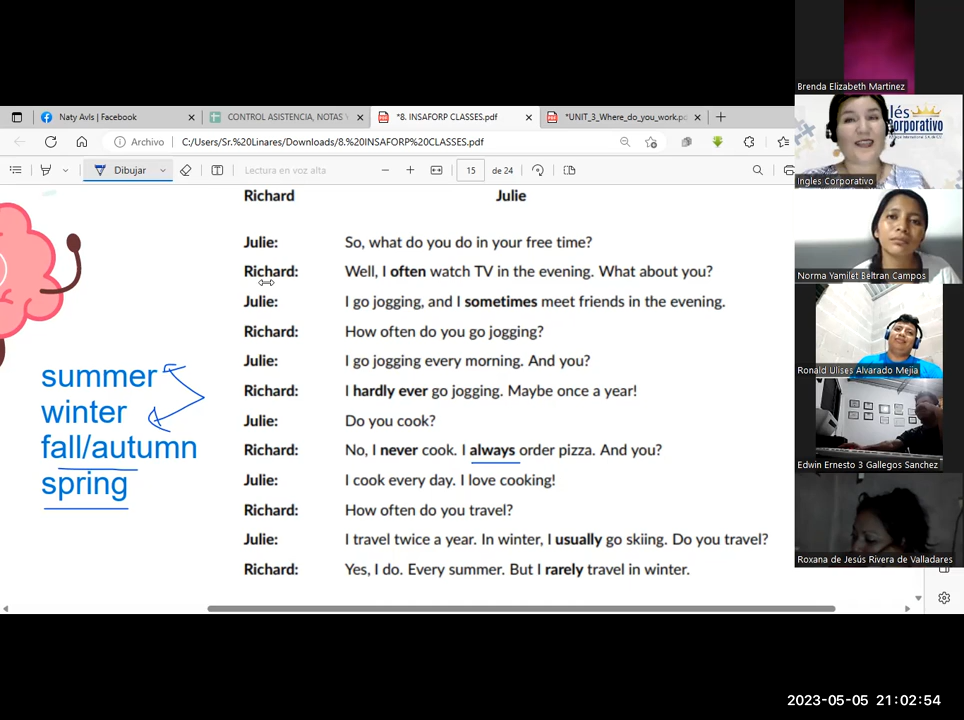 Brenda Elizabeth Martinez
Naty Avls | Facebook
CONTROL ASISTENCIA, NOTAS Y
*8. INSAFORP CLASSES.pdf
*UNIT_3_Where_do_you_work.pc
Archivo
C:/Users/Sr.%20Linares/Downloads/8.%20INSAFORP%20CLASSES.pdf
Dibujar
Lectura en voz alta
15
de 24
lés
Corporativo
Ingles Corporativo
Richard
Julie
Julie: So, what do you do in your free time?
Richard: Well, I often watch TV in the evening. What about you?
Julie: I go jogging, and I sometimes meet friends in the evening.
Richard: How often do you go jogging?
Julie: I go jogging every morning. And you?
Richard: I hardly ever go jogging. Maybe once a year!
Julie: Do you cook?
Richard: No, I never cook. I always order pizza. And you?
Julie: I cook every day. I love cooking!
Richard: How often do you travel?
Julie: I travel twice a year. In winter, I usually go skiing. Do you travel?
Richard: Yes, I do. Every summer. But I rarely travel in winter.
summer
winter
fall/autumn
spring
Norma Yamilet Beltran Campos
Ronald Ulises Alvarado Mejia
Edwin Ernesto 3 Gallegos Sanchez
Roxana de Jesús Rivera de Valladares
2023-05-05 21:02:54